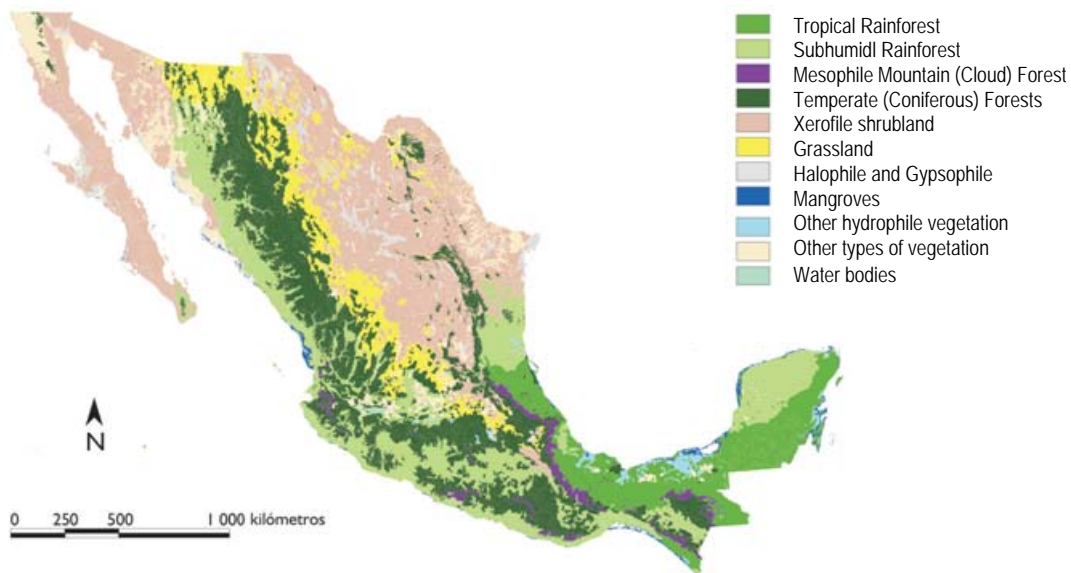 Tropical Rainforest
Subhumidl Rainforest
Mesophile Mountain (Cloud) Forest
Temperate (Coniferous) Forests
Xerofile shrubland
Grassland
Halophile and Gypsophile
Mangroves
Other hydrophile vegetation
Other types of vegetation
Water bodies
N
0 250 500 1 000 kilómetros